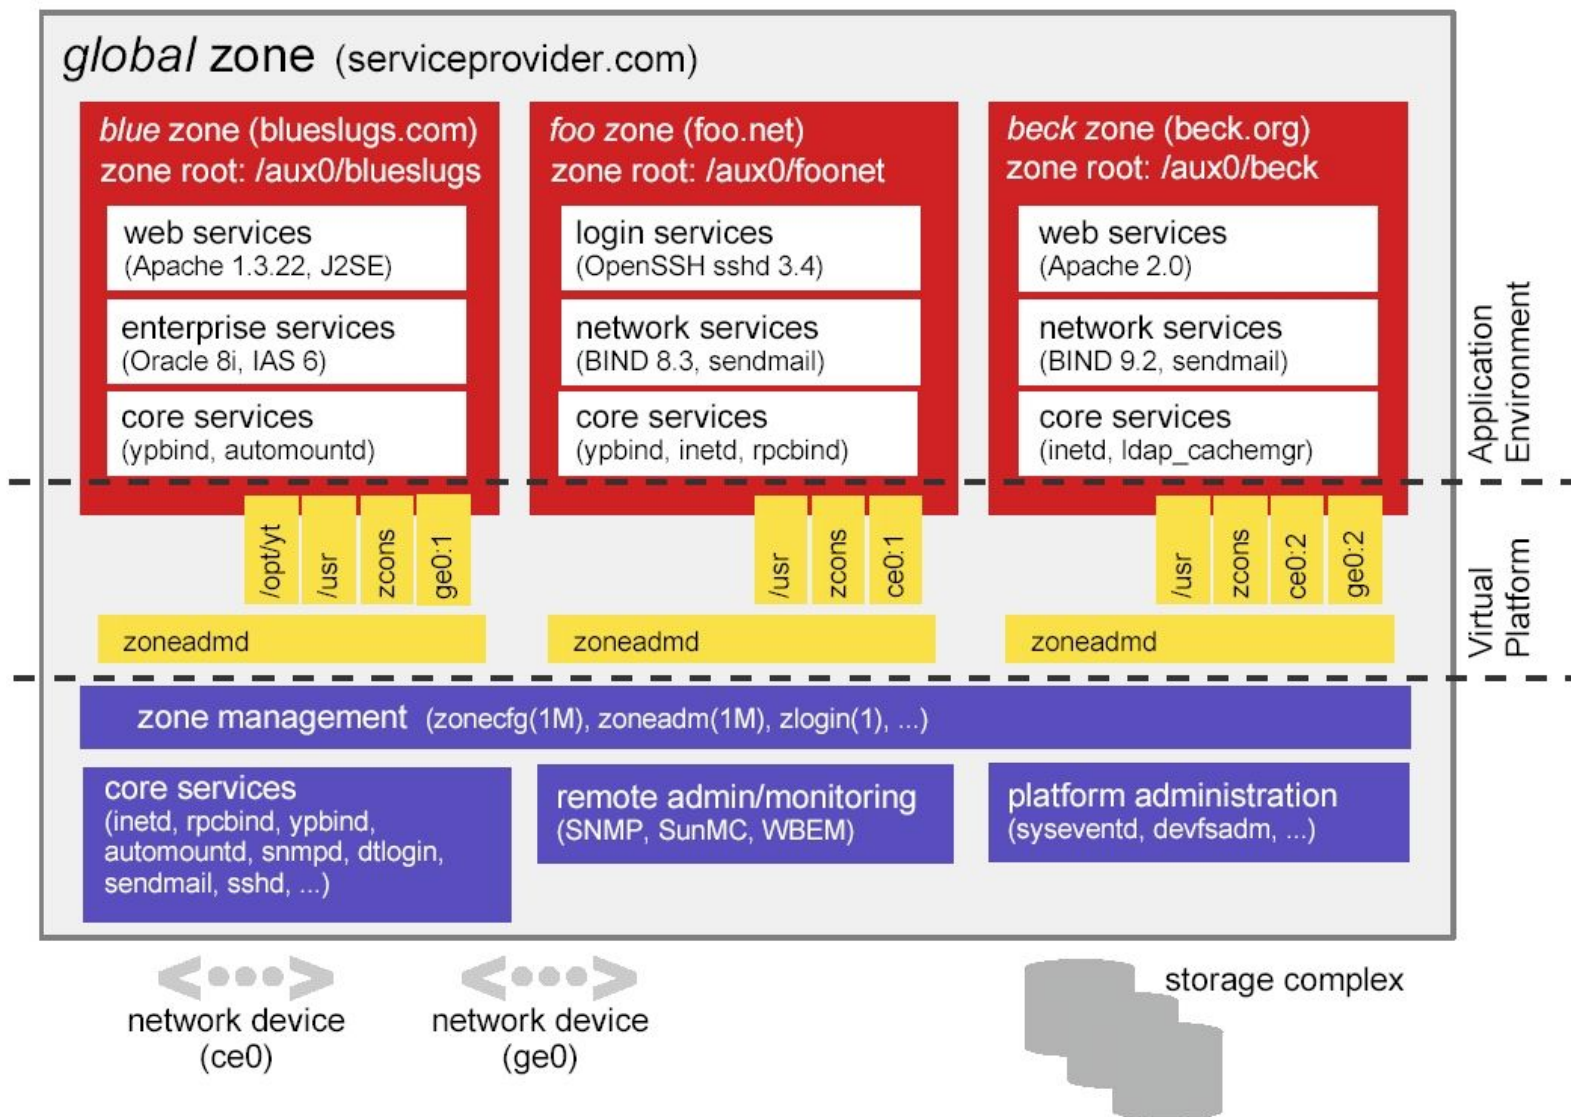 global zone (serviceprovider.com)
blue zone (blueslugs.com)
zone root: /aux0/blueslugs
web services
(Apache 1.3.22, J2SE)
enterprise services
(Oracle 8i, IAS 6)
core services
(ypbind, automountd)
foo zone (foo.net)
zone root: /aux0/foonet
login services
(OpenSSH sshd 3.4)
network services
(BIND 8.3, sendmail)
core services
(ypbind, inetd, rpcbind)
beck zone (beck.org)
zone root: /aux0/beck
web services
(Apache 2.0)
network services
(BIND 9.2, sendmail)
core services
(inetd, ldap_cachemgr)
Application
Environment
/opt/yt
/usr
zcons
ge0:1
zoneadmd
/usr
zcons
ce0:1
zoneadmd
/usr
zcons
ce0:2
ge0:2
zoneadmd
Virtual
Platform
zone management (zonecfg(1M), zoneadm(1M), zlogin(1), ...)
core services
(inetd, rpcbind, ypbind,
automountd, snmpd, dtlogin,
sendmail, sshd, ...)
remote admin/monitoring
(SNMP, SunMC, WBEM)
platform administration
(syseventd, devfsadm, ...)
network device
(ce0)
network device
(ge0)
storage complex